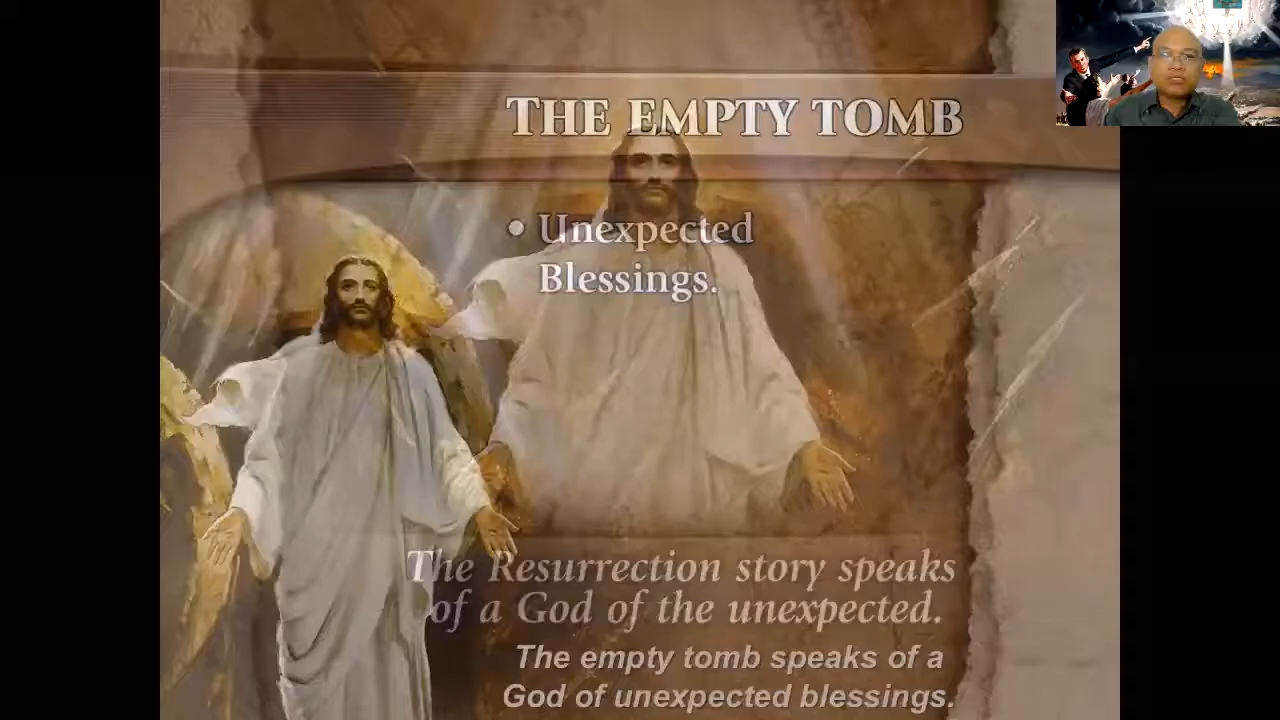 THE EMPTY TOMB
• Unexpected
Blessings.
The Resurrection story speaks
of a God of the unexpected.
The empty tomb speaks of a
God of unexpected blessings.